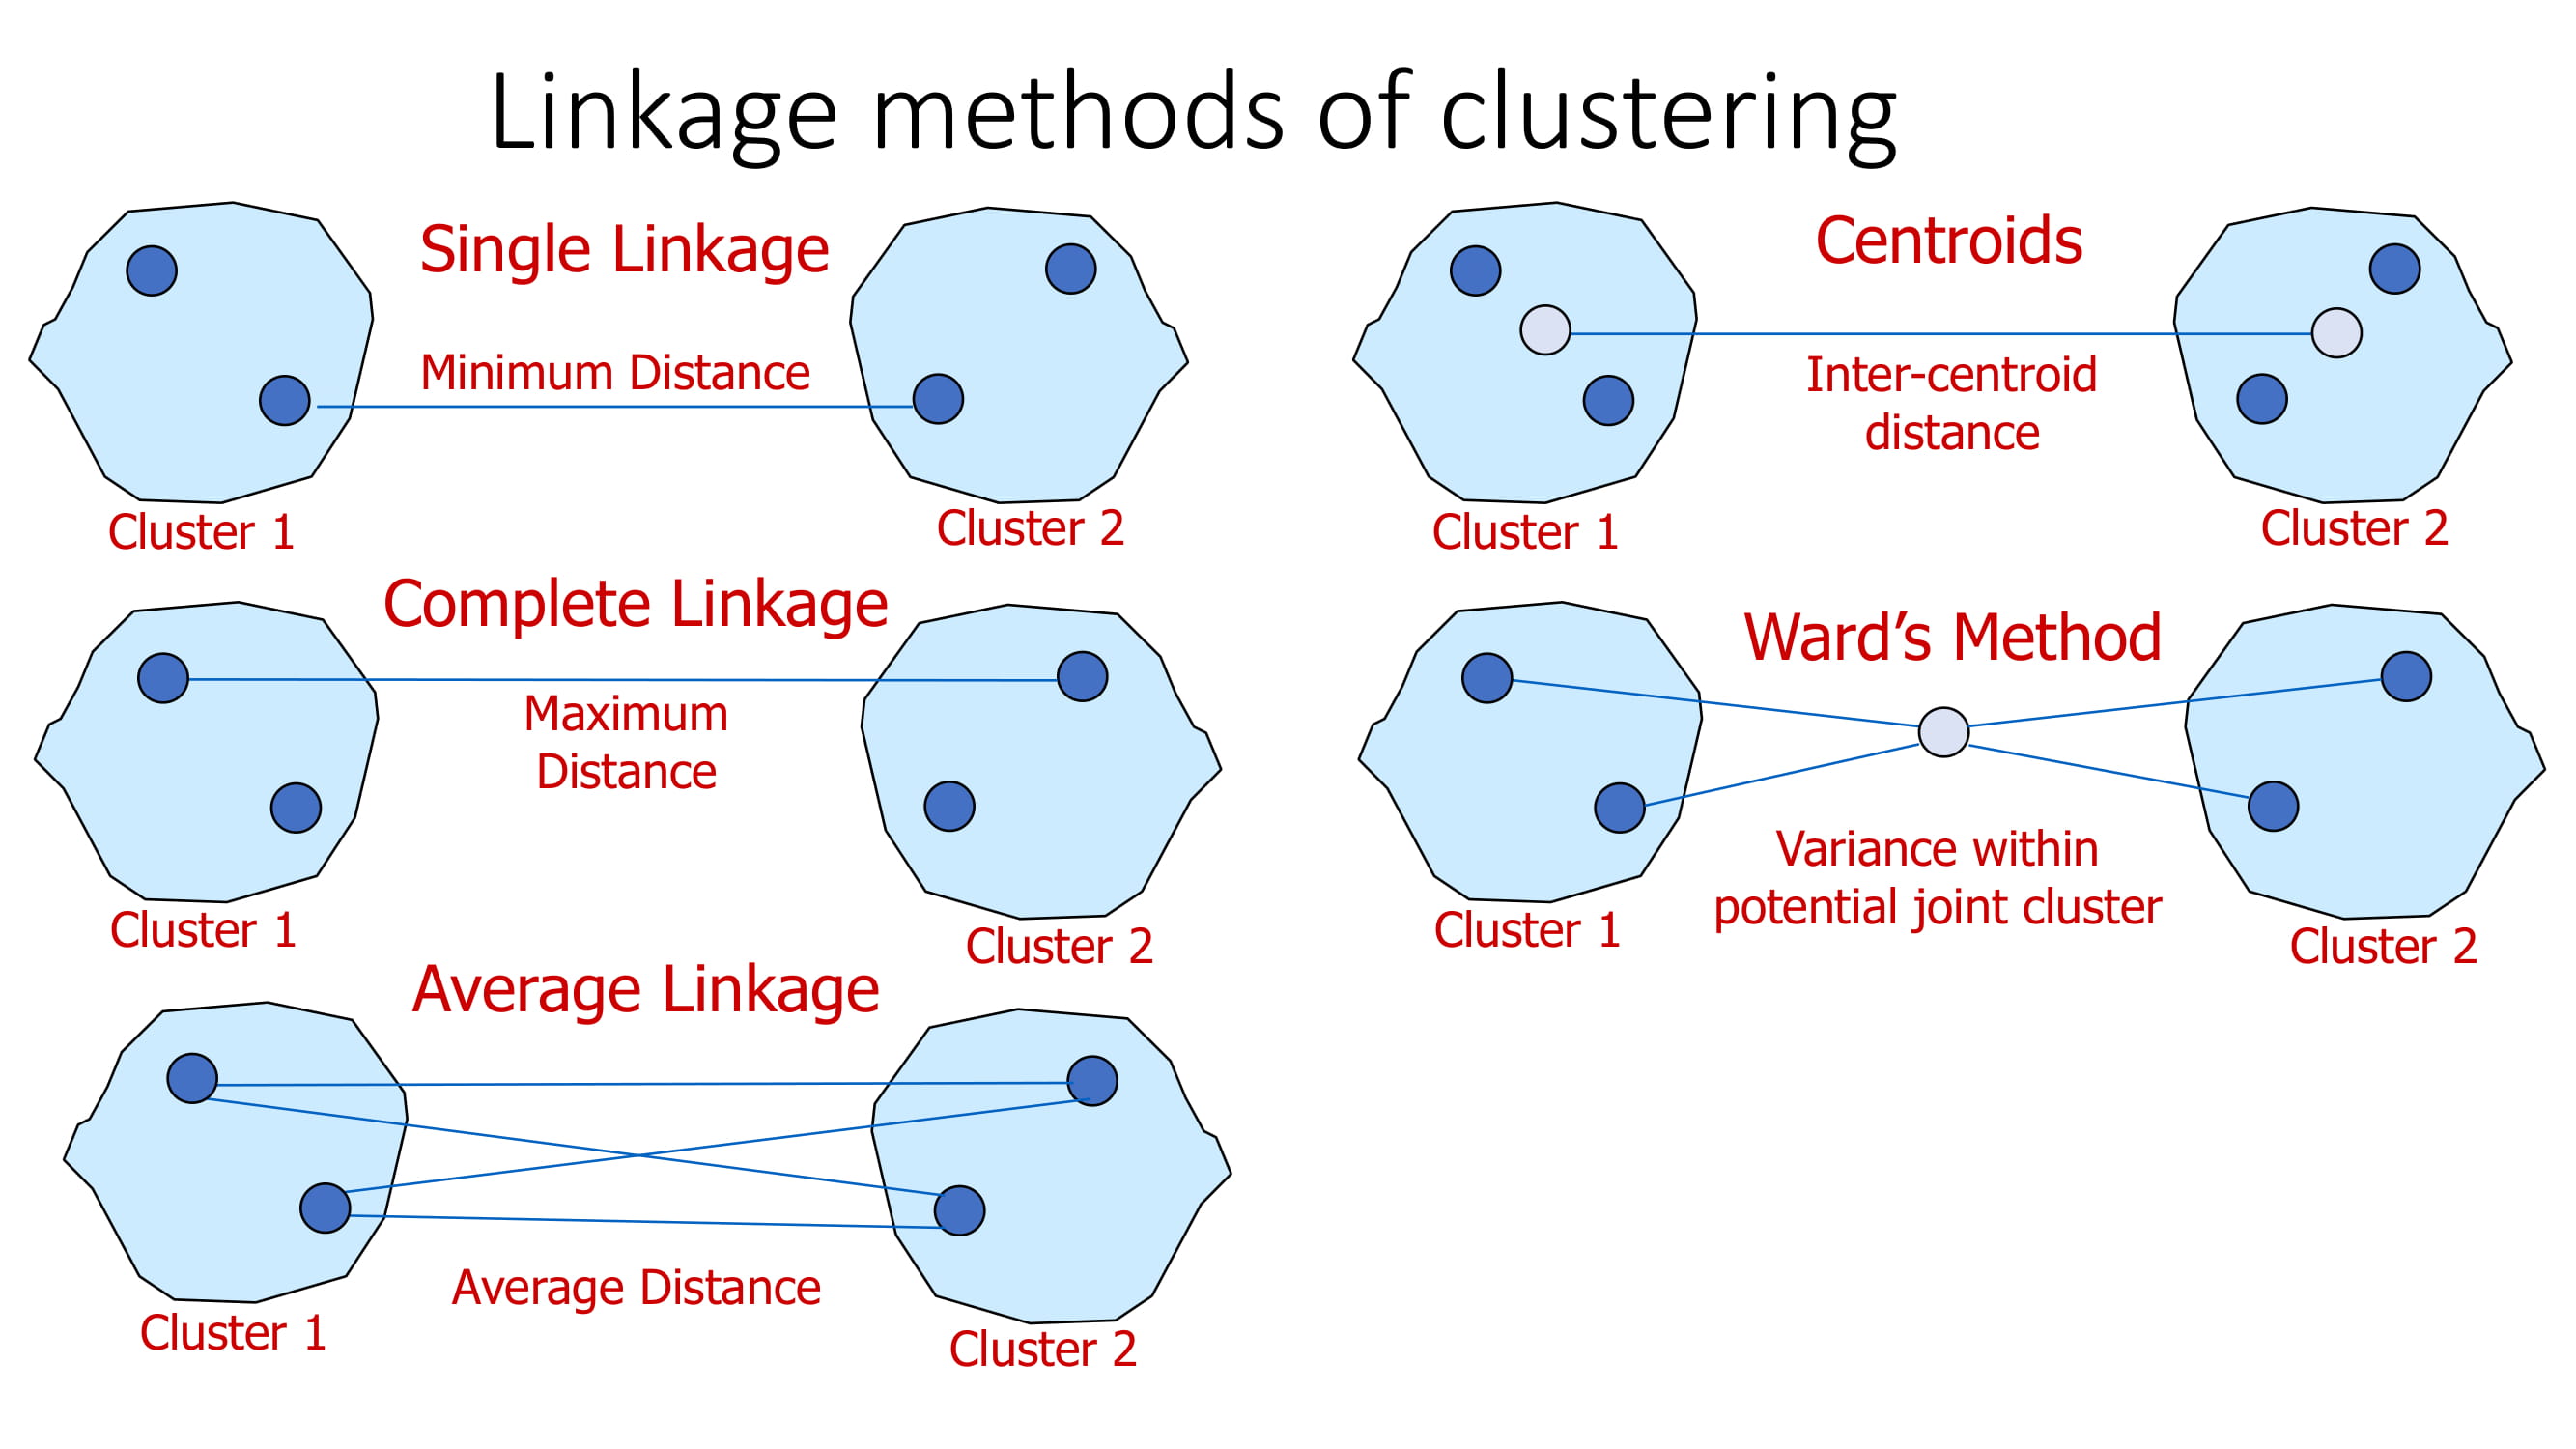 Linkage methods of clustering
Single Linkage
Minimum Distance
Cluster 1
Cluster 2
Complete Linkage
Maximum
Distance
Cluster 1
Cluster 2
Average Linkage
Average Distance
Cluster 1
Cluster 2
Centroids
Inter-centroid
distance
Cluster 1
Cluster 2
Ward’s Method
Variance within
potential joint cluster
Cluster 1
Cluster 2